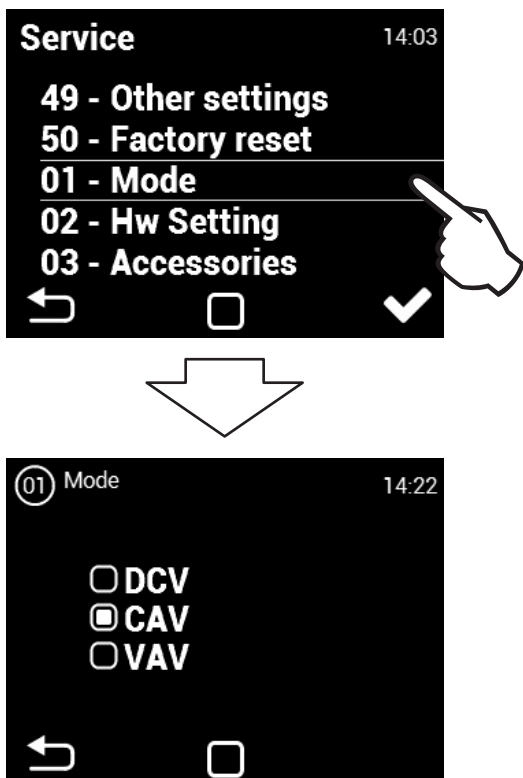 Service 14:03
49 - Other settings
50 - Factory reset
01 - Mode
02 - Hw Setting
03 - Accessories
01 Mode 14:22
DCV
CAV
VAV